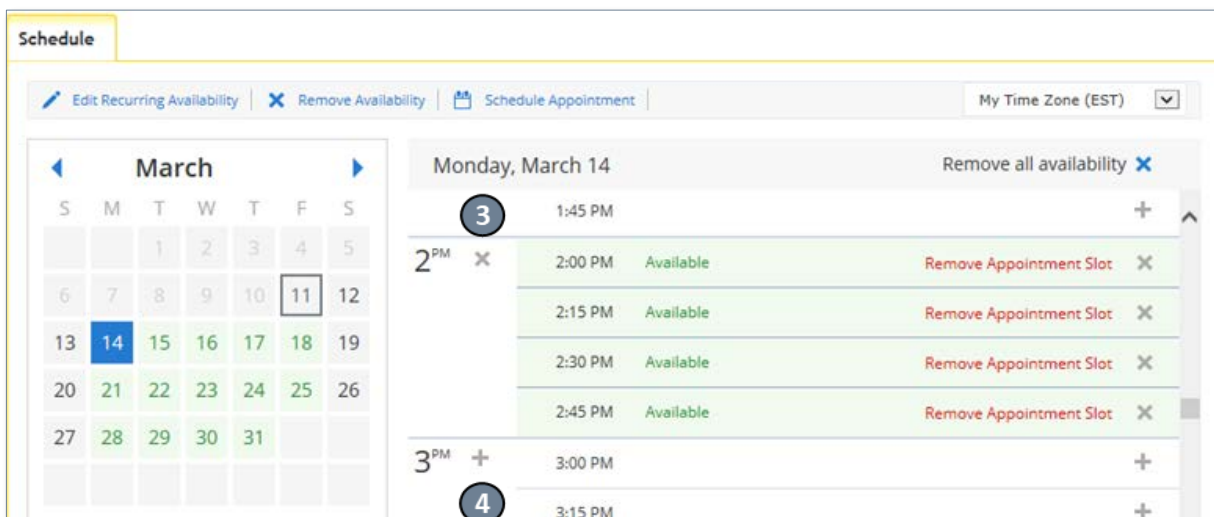 Schedule
Edit Recurring Availability Remove Availability Schedule Appointment My Time Zone (EST)
March
S M T W T F S
1 2 3 4 5
6 7 8 9 10 11 12
13 14 15 16 17 18 19
20 21 22 23 24 25 26
27 28 29 30 31
Monday, March 14 Remove all availability
3 1:45 PM
2PM 2:00 PM Available Remove Appointment Slot
2:15 PM Available Remove Appointment Slot
2:30 PM Available Remove Appointment Slot
2:45 PM Available Remove Appointment Slot
3PM 3:00 PM
4 3:15 PM